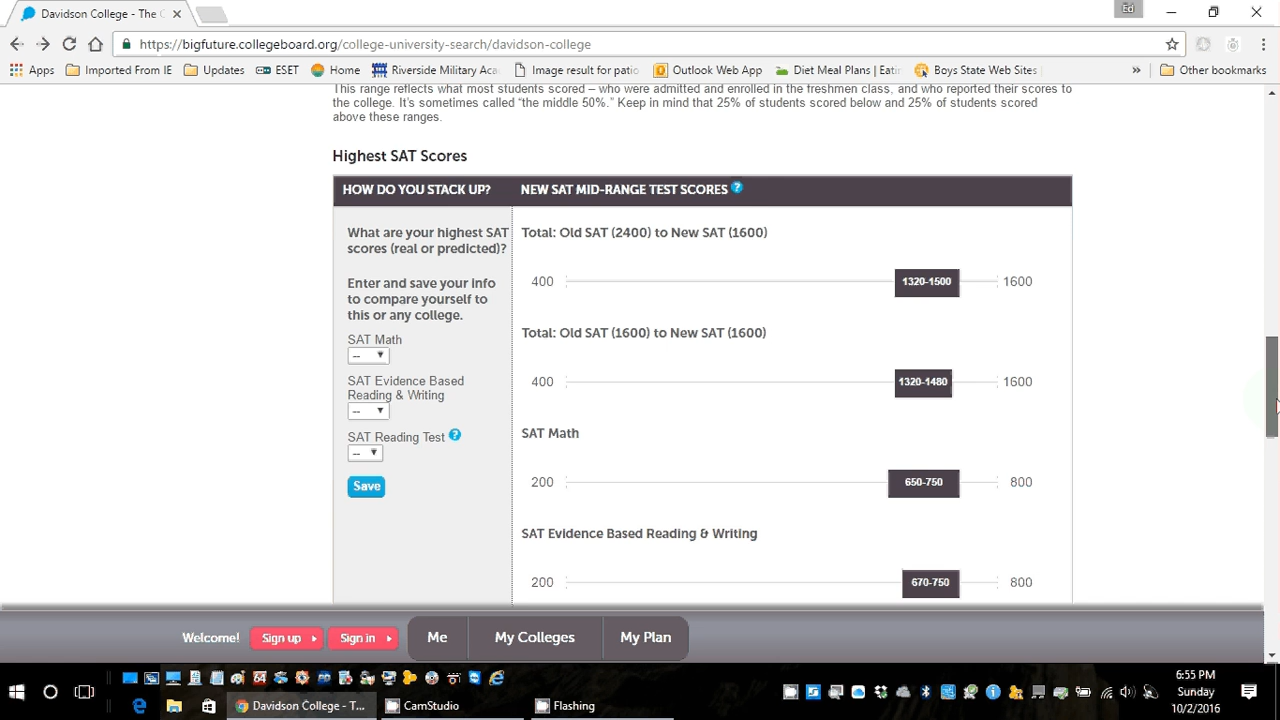 Davidson College - The C
Ed
https://bigfuture.collegeboard.org/college-university-search/davidson-college
Apps Imported From IE Updates ESET Home Riverside Military Aca Image result for patio Outlook Web App Diet Meal Plans | Eatin Boys State Web Sites » Other bookmarks
This range reflects what most students scored – who were admitted and enrolled in the freshmen class, and who reported their scores to
the college. It's sometimes called "the middle 50%." Keep in mind that 25% of students scored below and 25% of students scored
above these ranges.
Highest SAT Scores
HOW DO YOU STACK UP? NEW SAT MID-RANGE TEST SCORES ?
What are your highest SAT
scores (real or predicted)?
Enter and save your info
to compare yourself to
this or any college.
SAT Math
--
SAT Evidence Based
Reading & Writing
--
SAT Reading Test ?
--
Save
Total: Old SAT (2400) to New SAT (1600)
400 1320-1500 1600
Total: Old SAT (1600) to New SAT (1600)
400 1320-1480 1600
SAT Math
200 650-750 800
SAT Evidence Based Reading & Writing
200 670-750 800
Welcome! Sign up Sign in Me My Colleges My Plan
6:55 PM
Sunday
10/2/2016
Davidson College - T... CamStudio Flashing